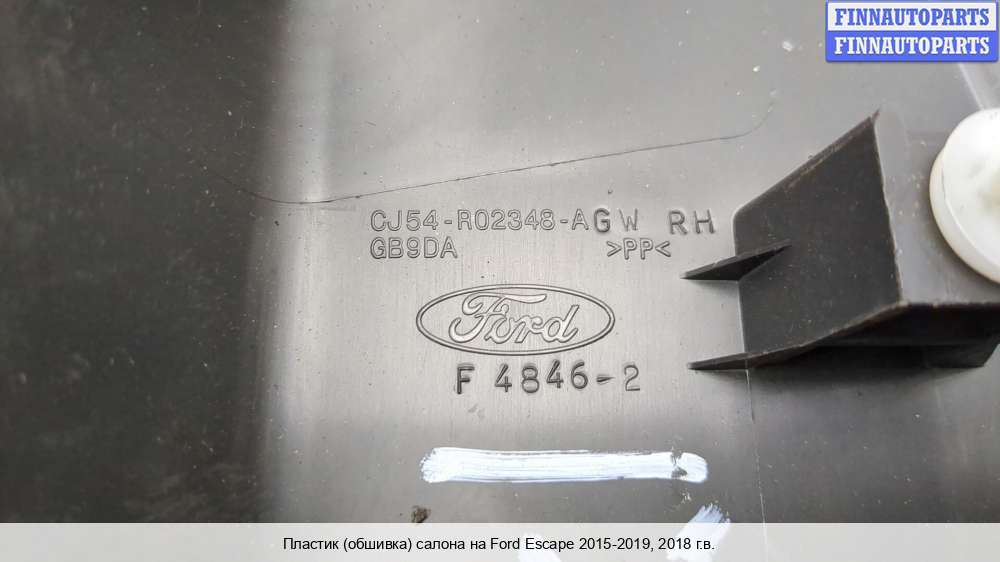 FINNAUTOPARTS
FINNAUTOPARTS
CJ54-R02348-AGW RH
GB9DA >PP<
Ford
F 4846-2
Пластик (обшивка) салона на Ford Escape 2015-2019, 2018 г.в.